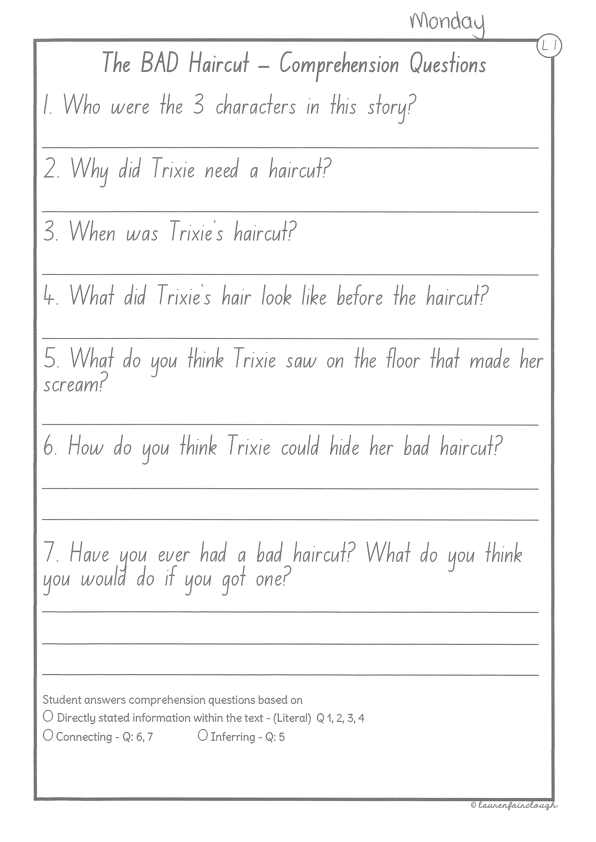 Monday
L1
The BAD Haircut – Comprehension Questions
1. Who were the 3 characters in this story?
2. Why did Trixie need a haircut?
3. When was Trixie's haircut?
4. What did Trixie's hair look like before the haircut?
5. What do you think Trixie saw on the floor that made her
scream?
6. How do you think Trixie could hide her bad haircut?
7. Have you ever had a bad haircut? What do you think
you would do if you got one?
Student answers comprehension questions based on
O Directly stated information within the text - (Literal) Q 1, 2, 3, 4
O Connecting - Q: 6, 7 O Inferring - Q: 5
©laurenfairclough